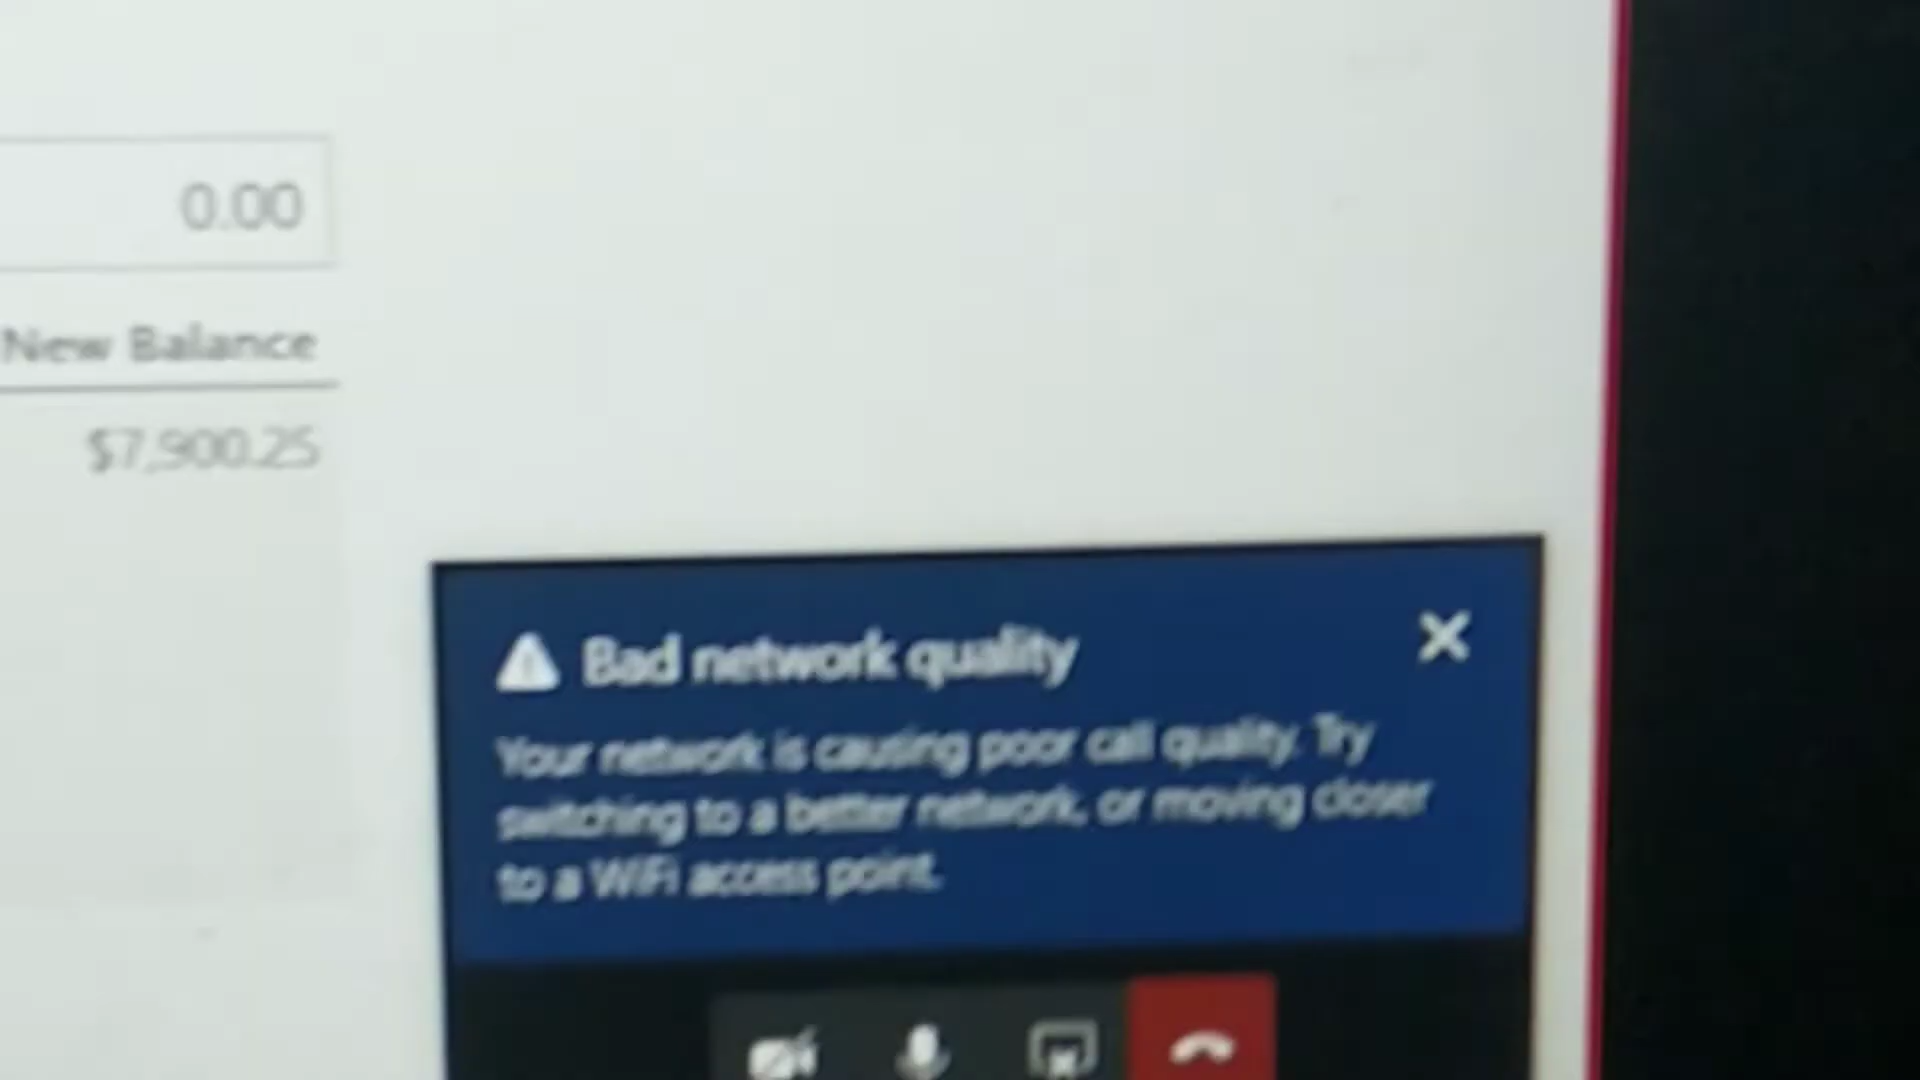 0.00
New Balance
$7,900.25
Bad network quality
Your network is causing poor call quality. Try
switching to a better network, or moving closer
to a WiFi access point.